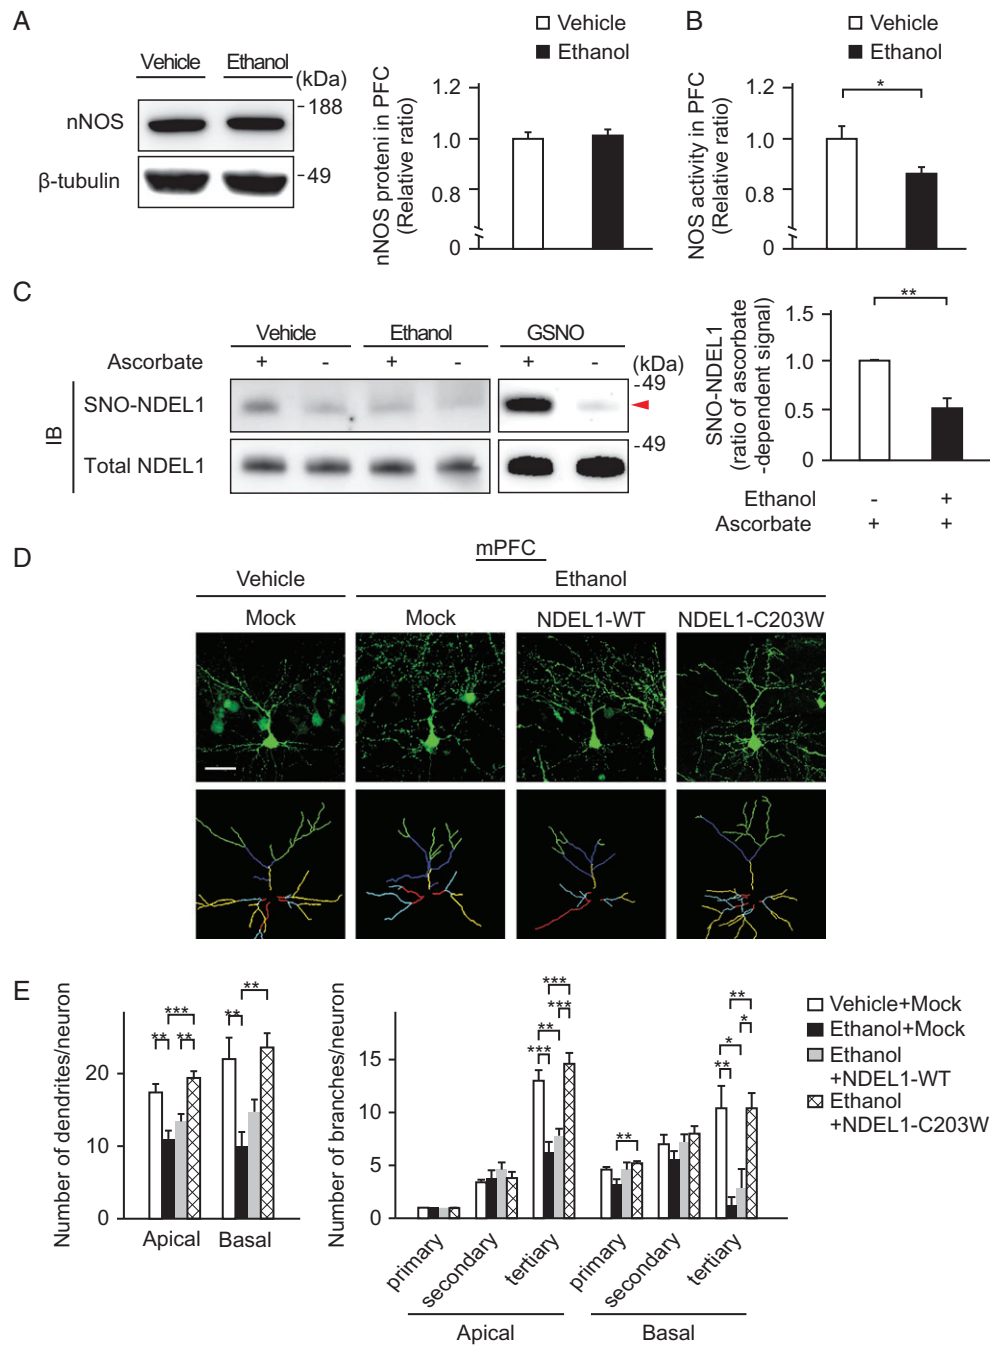 A
Vehicle Ethanol (kDa)
nNOS
-188
β-tubulin
-49
Vehicle
Ethanol
nNOS proteni in PFC
(Relative ratio)
1.2
1.0
0.8
0
B
Vehicle
Ethanol
NOS activity in PFC
(Relative ratio)
1.2
1.0
0.8
0
*
C
Vehicle Ethanol GSNO
Ascorbate + - + - + - (kDa)
IB
SNO-NDEL1
-49
Total NDEL1
-49
SNO-NDEL1
(ratio of ascorbate
-dependent signal)
1.5
1.0
0.5
0
**
Ethanol - +
Ascorbate + +
D
mPFC
Vehicle Ethanol
Mock Mock NDEL1-WT NDEL1-C203W
E
Number of dendrites/neuron
20
10
0
** *** ** ** **
Apical Basal
Number of branches/neuron
15
10
5
0
*** ** *** *** ** ** * * **
primary secondary tertiary primary secondary tertiary
Apical Basal
Vehicle+Mock
Ethanol+Mock
Ethanol
+NDEL1-WT
Ethanol
+NDEL1-C203W